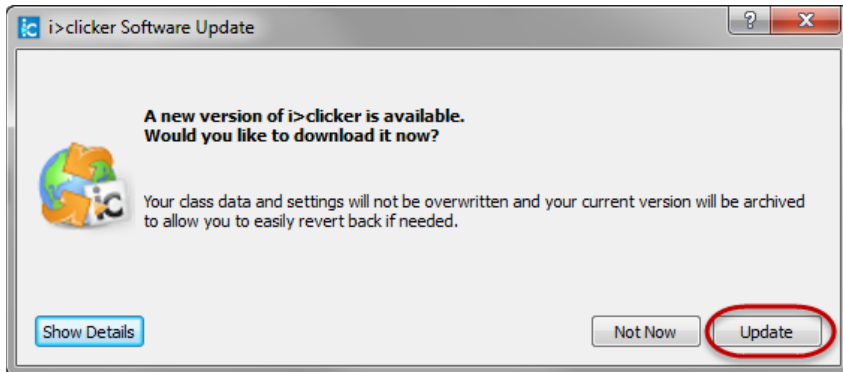 i>clicker Software Update
A new version of i>clicker is available.
Would you like to download it now?
Your class data and settings will not be overwritten and your current version will be archived
to allow you to easily revert back if needed.
Show Details
Not Now
Update